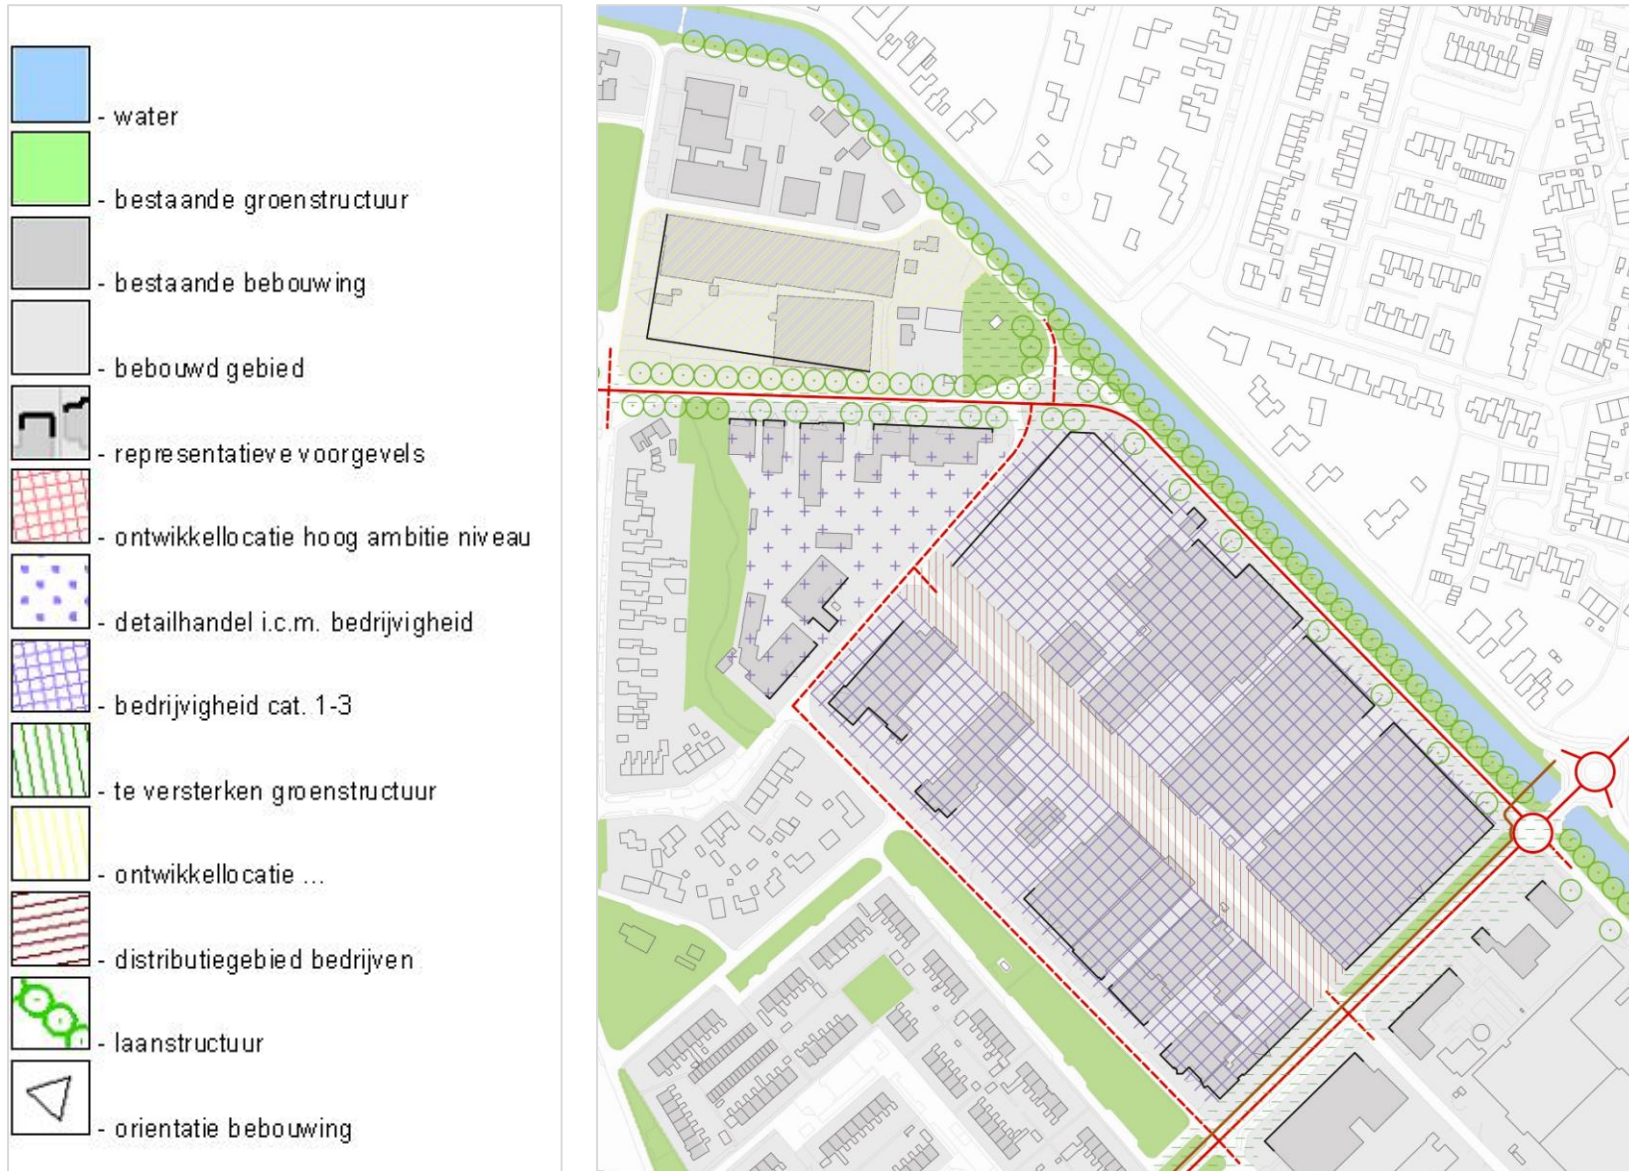 - water
- bestaande groenstructuur
- bestaande bebouwing
- bebouwd gebied
- representatieve voorgevels
- ontwikkellocatie hoog ambitie niveau
- detailhandel i.c.m. bedrijvigheid
- bedrijvigheid cat. 1-3
- te versterken groenstructuur
- ontwikkellocatie ...
- distributiegebied bedrijven
- laanstructuur
- orientatie bebouwing